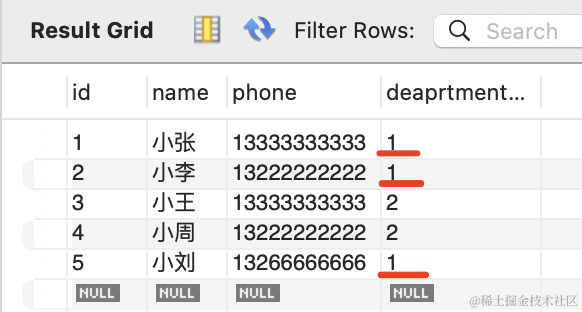 Result Grid Filter Rows: Search
id name phone deaprtment...
1 小张 13333333333 1
2 小李 13222222222 1
3 小王 13333333333 2
4 小周 13222222222 2
5 小刘 13266666666 1
NULL NULL NULL NULL
@稀土掘金技术社区